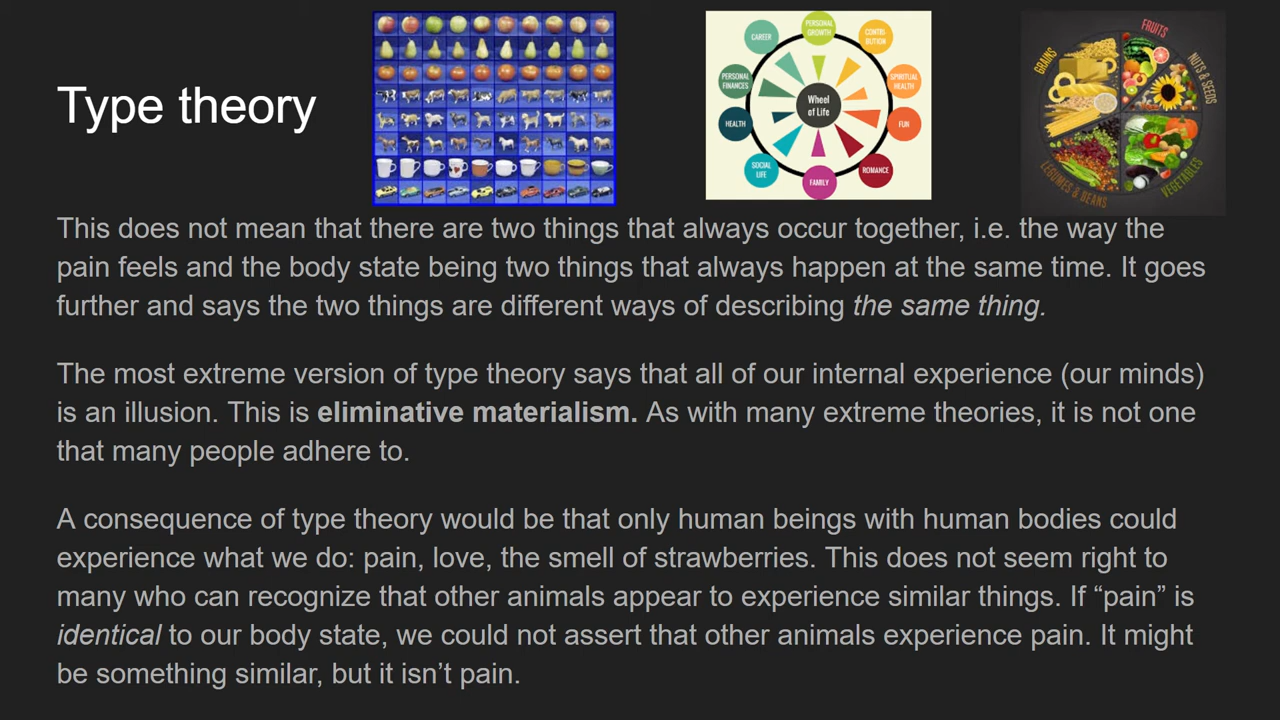 Type theory
CAREER
PERSONAL
GROWTH
CONTRI-
BUTION
PERSONAL
FINANCES
SPIRITUAL
HEALTH
Wheel
of Life
HEALTH
FUN
SOCIAL
LIFE
FAMILY
ROMANCE
GRAINS
FRUITS
NUTS & SEEDS
LEGUMES & BEANS
VEGETABLES
This does not mean that there are two things that always occur together, i.e. the way the
pain feels and the body state being two things that always happen at the same time. It goes
further and says the two things are different ways of describing the same thing.
The most extreme version of type theory says that all of our internal experience (our minds)
is an illusion. This is eliminative materialism. As with many extreme theories, it is not one
that many people adhere to.
A consequence of type theory would be that only human beings with human bodies could
experience what we do: pain, love, the smell of strawberries. This does not seem right to
many who can recognize that other animals appear to experience similar things. If “pain” is
identical to our body state, we could not assert that other animals experience pain. It might
be something similar, but it isn’t pain.